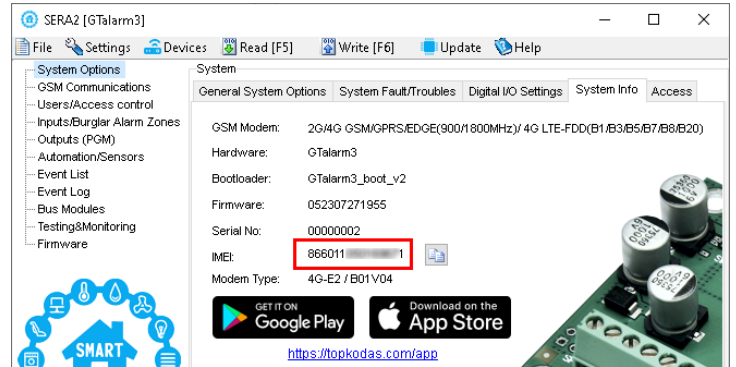 SERA2 [GTalarm3]
File Settings Devices Read [F5] Write [F6] Update Help
System Options
GSM Communications
Users/Access control
Inputs/Burglar Alarm Zones
Outputs (PGM)
Automation/Sensors
Event List
Event Log
Bus Modules
Testing&Monitoring
Firmware
SMART
System
General System Options System Fault/Troubles Digital I/O Settings System Info Access
GSM Modem: 2G/4G GSM/GPRS/EDGE(900/1800MHz)/ 4G LTE-FDD(B1/B3/B5/B7/B8/B20)
Hardware: GTalarm3
Bootloader: GTalarm3_boot_v2
Firmware: 052307271955
Serial No: 00000002
IMEI: 866011 1
Modem Type: 4G-E2 / B01V04
GET IT ON
Google Play
Download on the
App Store
https://topkodas.com/app